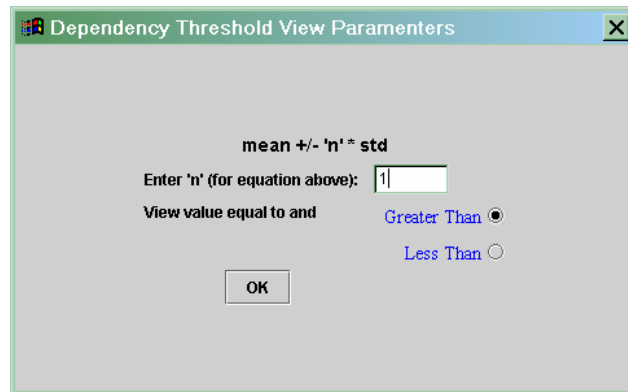 Dependency Threshold View Paramenters
mean +/- 'n' * std
Enter 'n' (for equation above): 1
View value equal to and Greater Than
Less Than
OK